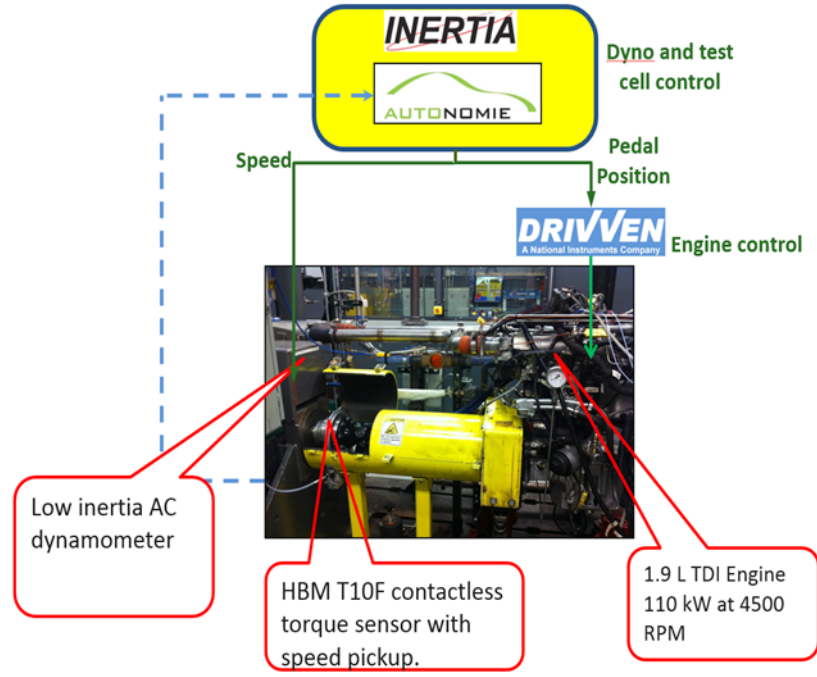 INERTIA
AUTONOMIE
Dyno and test
cell control
Speed
Pedal
Position
DRIVVEN
A National Instruments Company
Engine control
Low inertia AC
dynamometer
HBM T10F contactless
torque sensor with
speed pickup.
1.9 L TDI Engine
110 kW at 4500
RPM